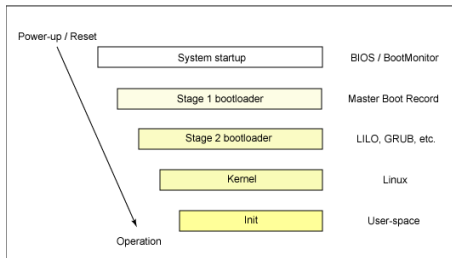 Power-up / Reset
System startup
BIOS / BootMonitor
Stage 1 bootloader
Master Boot Record
Stage 2 bootloader
LILO, GRUB, etc.
Kernel
Linux
Init
User-space
Operation